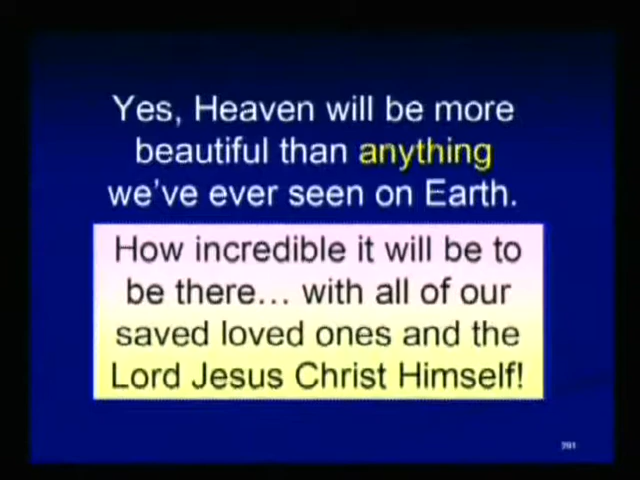 Yes, Heaven will be more
beautiful than anything
we've ever seen on Earth.
How incredible it will be to
be there... with all of our
saved loved ones and the
Lord Jesus Christ Himself!